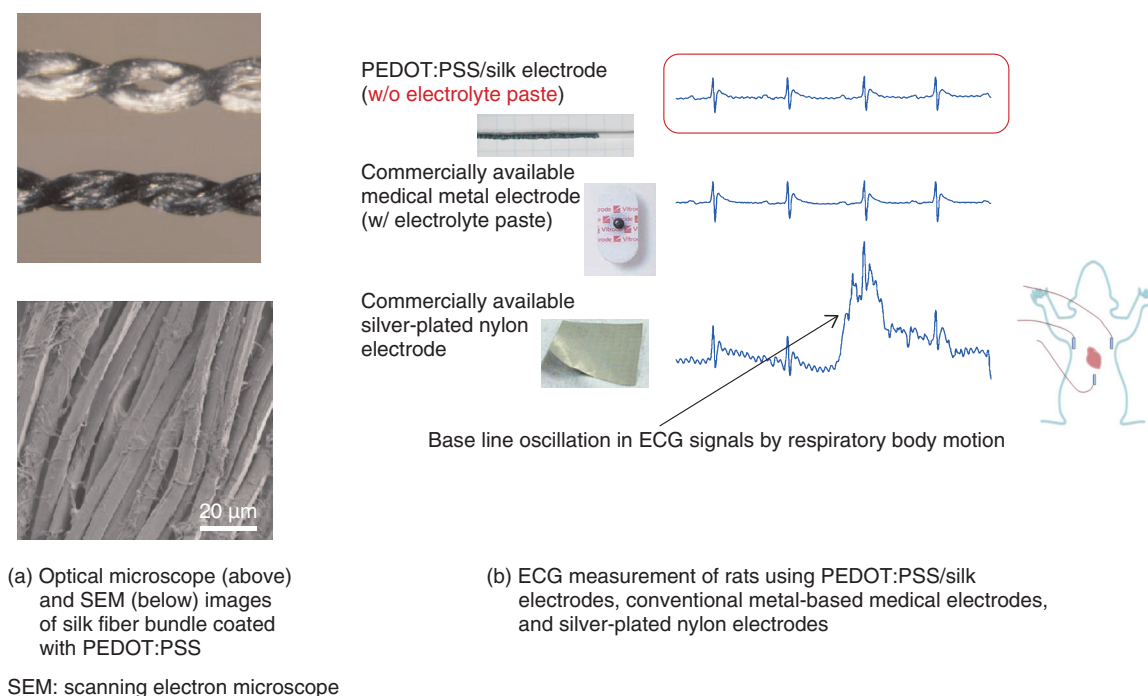 PEDOT:PSS/silk electrode
(w/o electrolyte paste)
Commercially available
medical metal electrode
(w/ electrolyte paste)
Vitrode
Commercially available
silver-plated nylon
electrode
Base line oscillation in ECG signals by respiratory body motion
20 µm
(a) Optical microscope (above)
and SEM (below) images
of silk fiber bundle coated
with PEDOT:PSS
(b) ECG measurement of rats using PEDOT:PSS/silk
electrodes, conventional metal-based medical electrodes,
and silver-plated nylon electrodes
SEM: scanning electron microscope